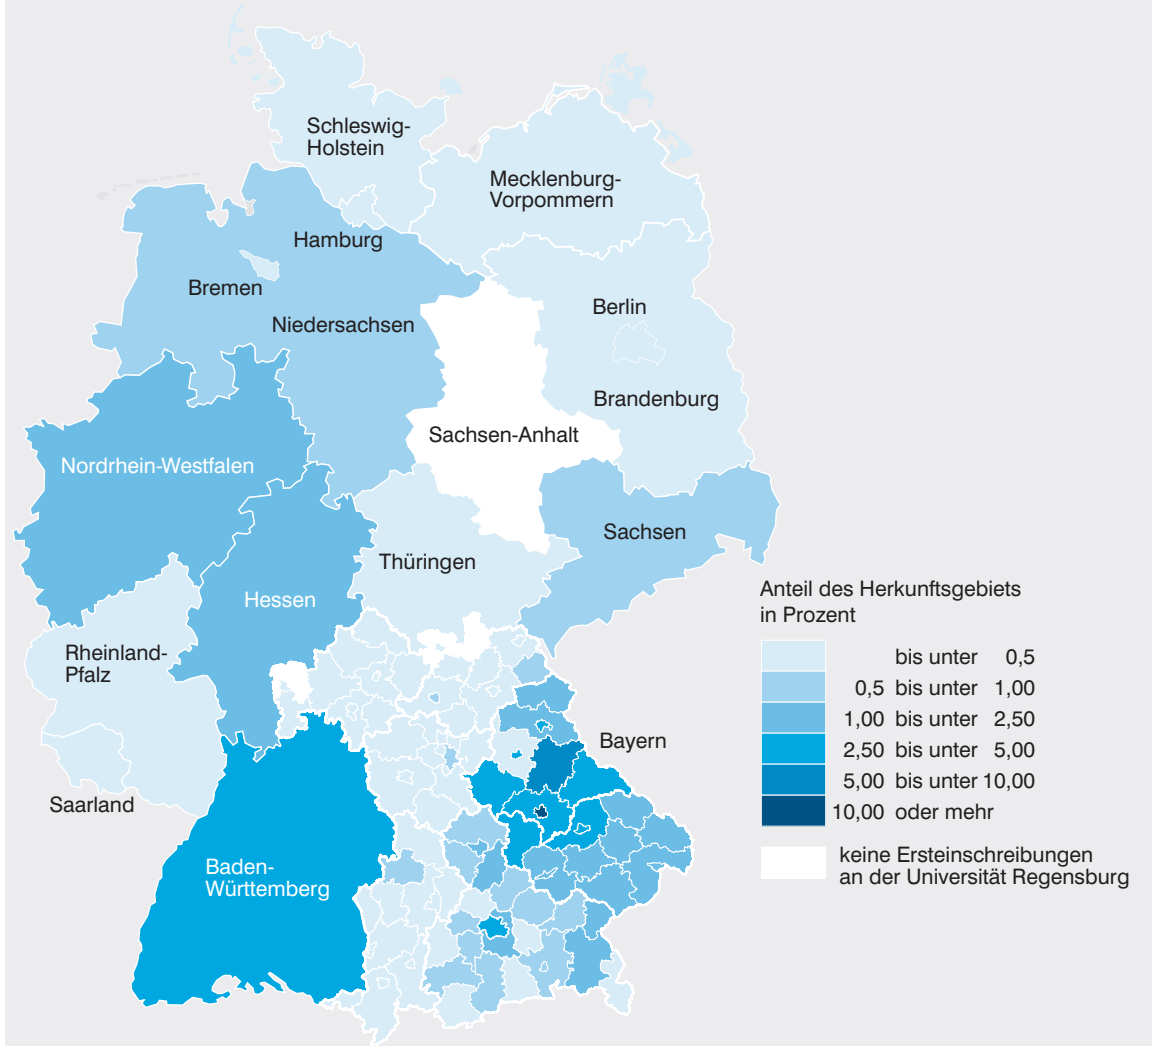 Schleswig-
Holstein
Mecklenburg-
Vorpommern
Hamburg
Bremen
Niedersachsen
Berlin
Brandenburg
Sachsen-Anhalt
Nordrhein-Westfalen
Sachsen
Thüringen
Hessen
Rheinland-
Pfalz
Saarland
Bayern
Baden-
Württemberg
Anteil des Herkunftsgebiets
in Prozent
bis unter 0,5
0,5 bis unter 1,00
1,00 bis unter 2,50
2,50 bis unter 5,00
5,00 bis unter 10,00
10,00 oder mehr
keine Ersteinschreibungen
an der Universität Regensburg